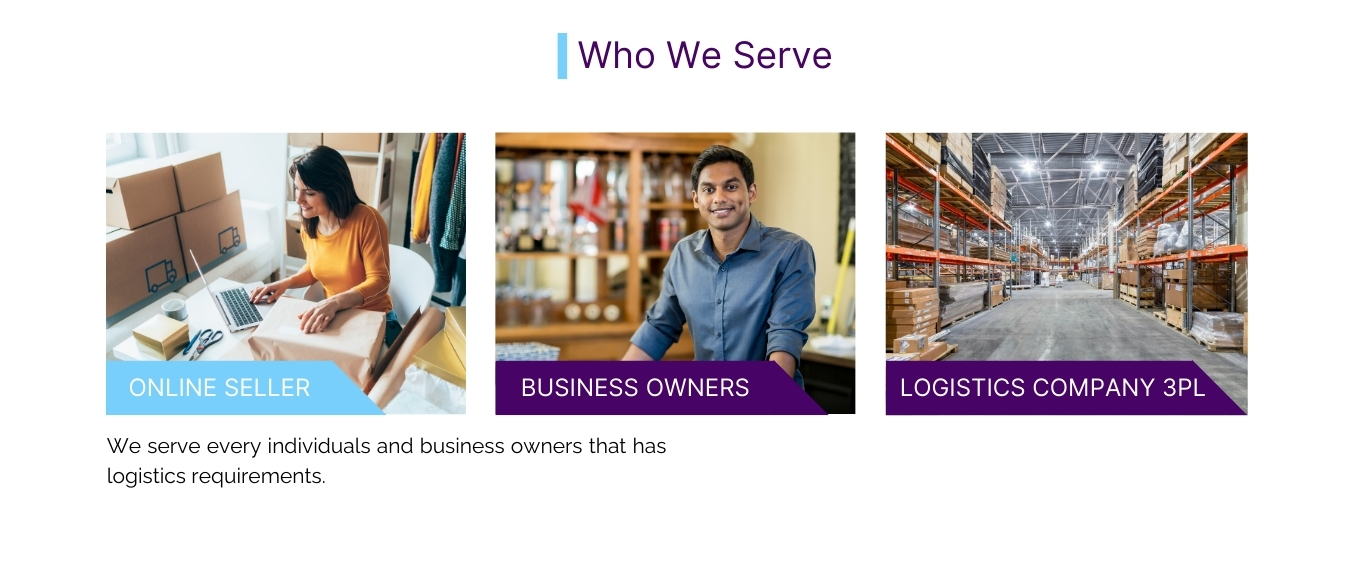 Who We Serve
ONLINE SELLER
BUSINESS OWNERS
LOGISTICS COMPANY 3PL
We serve every individuals and business owners that has
logistics requirements.